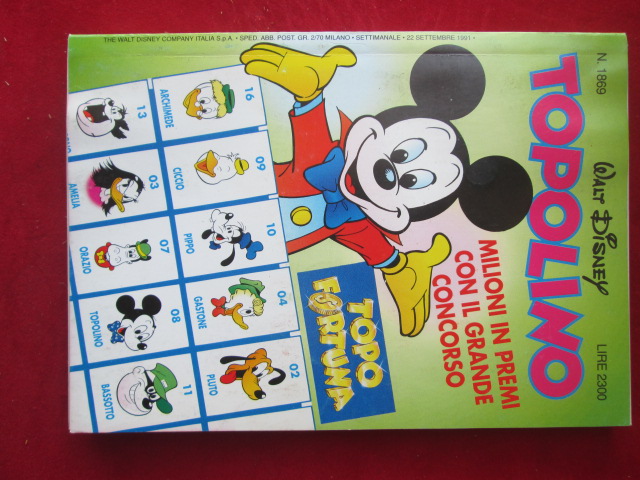 THE WALT DISNEY COMPANY ITALIA S.p.A. • SPED. ABB. POST. GR. 2/70 MILANO • SETTIMANALE • 22 SETTEMBRE 1991 •
N. 1869
WALT DISNEY
LIRE 2300
TOPOLINO
MILIONI IN PREMI
CON IL GRANDE
CONCORSO
TOPO
FORTUNA
16
ARCHIMEDE
09
CICCIO
10
PIPPO
04
GASTONE
02
PLUTO
13
03
AMELIA
07
ORAZIO
08
TOPOLINO
11
BASSOTTO